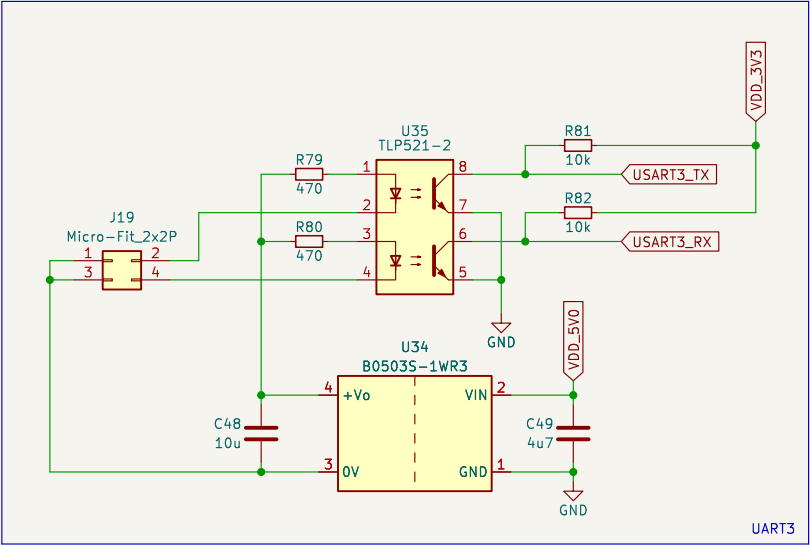 VDD_3V3
U35
TLP521-2
R81
10k
R79
470
1
8
USART3_TX
2
7
R82
10k
J19
Micro-Fit_2x2P
R80
470
3
6
USART3_RX
1
2
3
4
4
5
GND
VDD_5V0
U34
B0503S-1WR3
4
+Vo
VIN
2
C48
10u
C49
4u7
3
0V
GND
1
GND
UART3